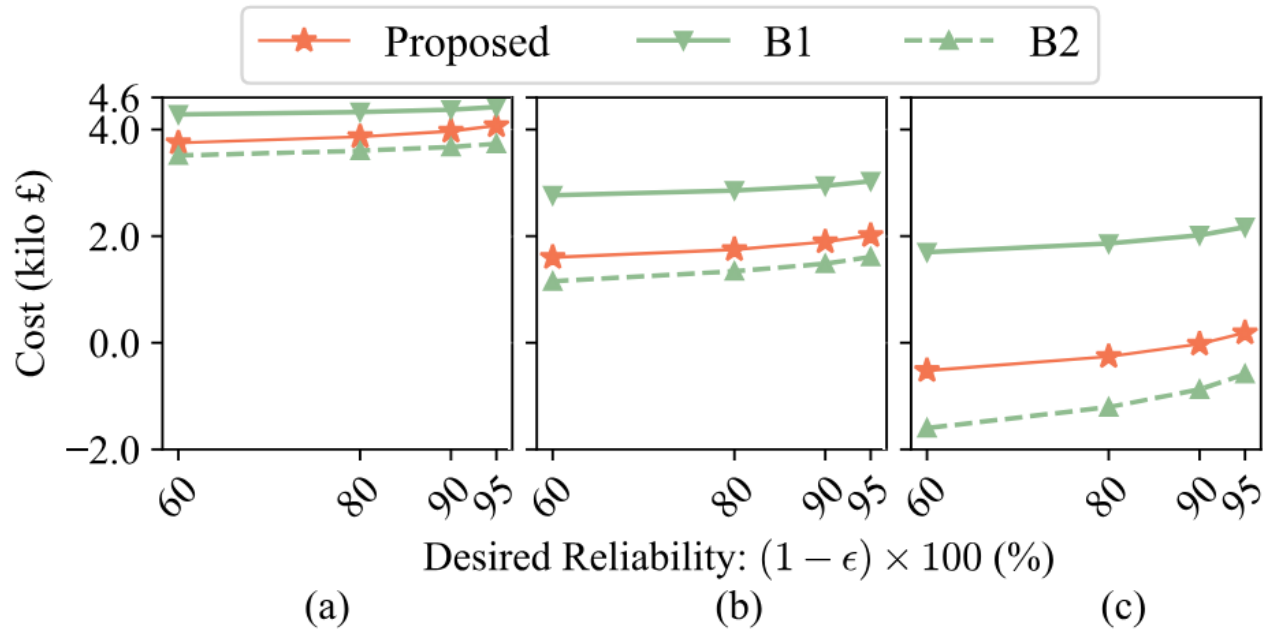 Proposed B1 B2
4.6
4.0
2.0
0.0
−2.0
Cost (kilo £)
60 80 90 95 60 80 90 95 60 80 90 95
Desired Reliability: (1 − ϵ) × 100 (%)
(a) (b) (c)